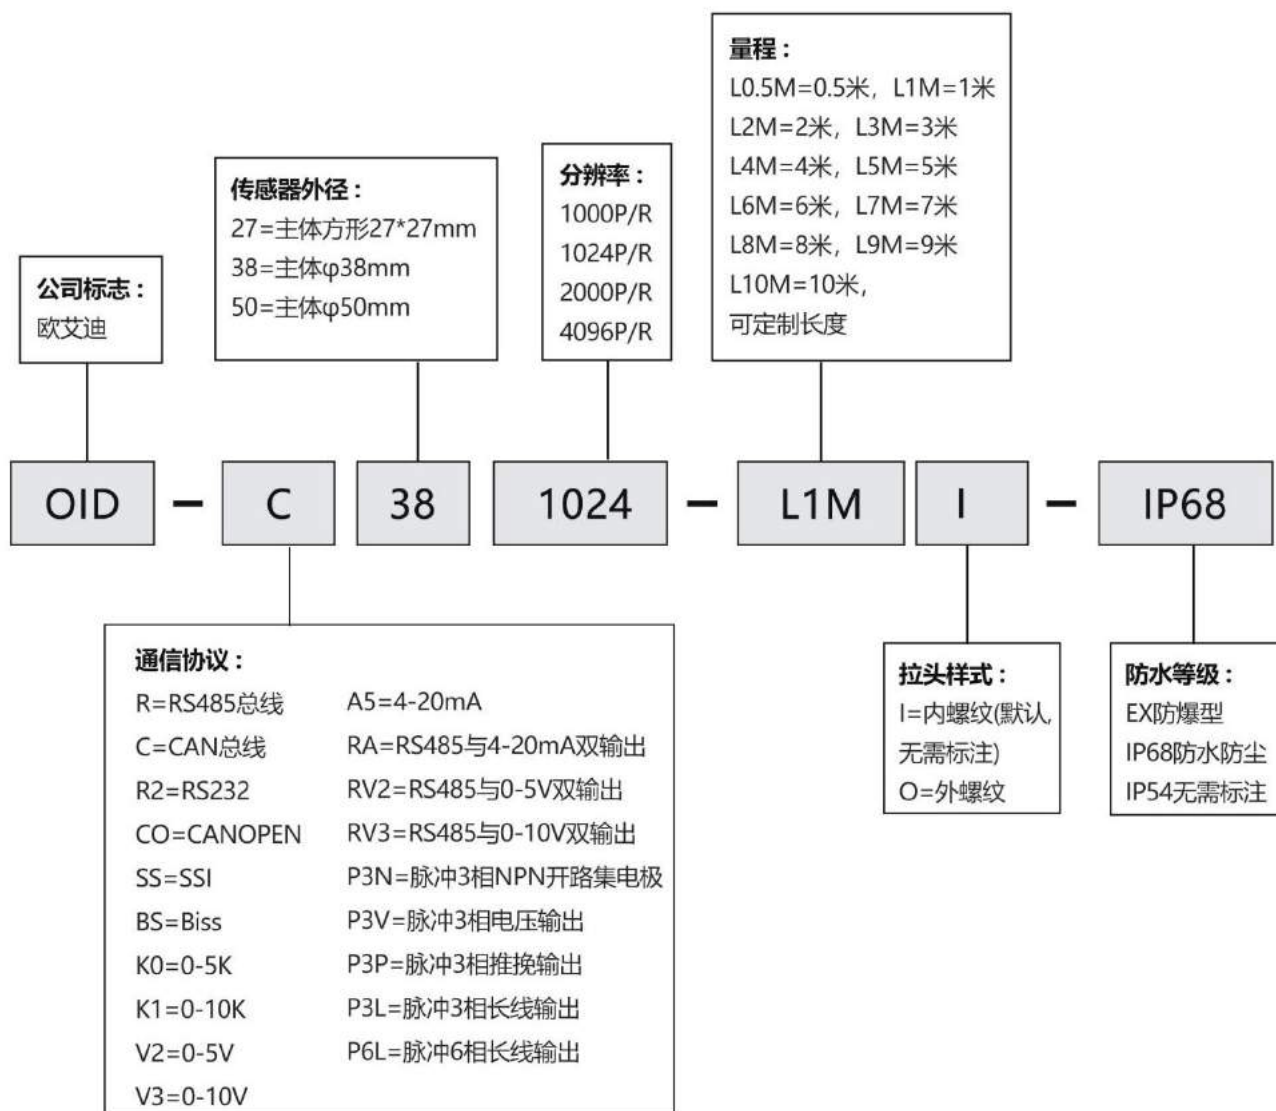 量程：
L0.5M=0.5米，L1M=1米
L2M=2米，L3M=3米
L4M=4米，L5M=5米
L6M=6米，L7M=7米
L8M=8米，L9M=9米
L10M=10米，
可定制长度
分辨率：
1000P/R
1024P/R
2000P/R
4096P/R
传感器外径：
27=主体方形27*27mm
38=主体φ38mm
50=主体φ50mm
公司标志：
欧艾迪
OID － C 38 1024 － L1M I － IP68
通信协议：
R=RS485总线
C=CAN总线
R2=RS232
CO=CANOPEN
SS=SSI
BS=Biss
K0=0-5K
K1=0-10K
V2=0-5V
V3=0-10V
A5=4-20mA
RA=RS485与4-20mA双输出
RV2=RS485与0-5V双输出
RV3=RS485与0-10V双输出
P3N=脉冲3相NPN开路集电极
P3V=脉冲3相电压输出
P3P=脉冲3相推挽输出
P3L=脉冲3相长线输出
P6L=脉冲6相长线输出
拉头样式：
I=内螺纹(默认,
无需标注)
O=外螺纹
防水等级：
EX防爆型
IP68防水防尘
IP54无需标注